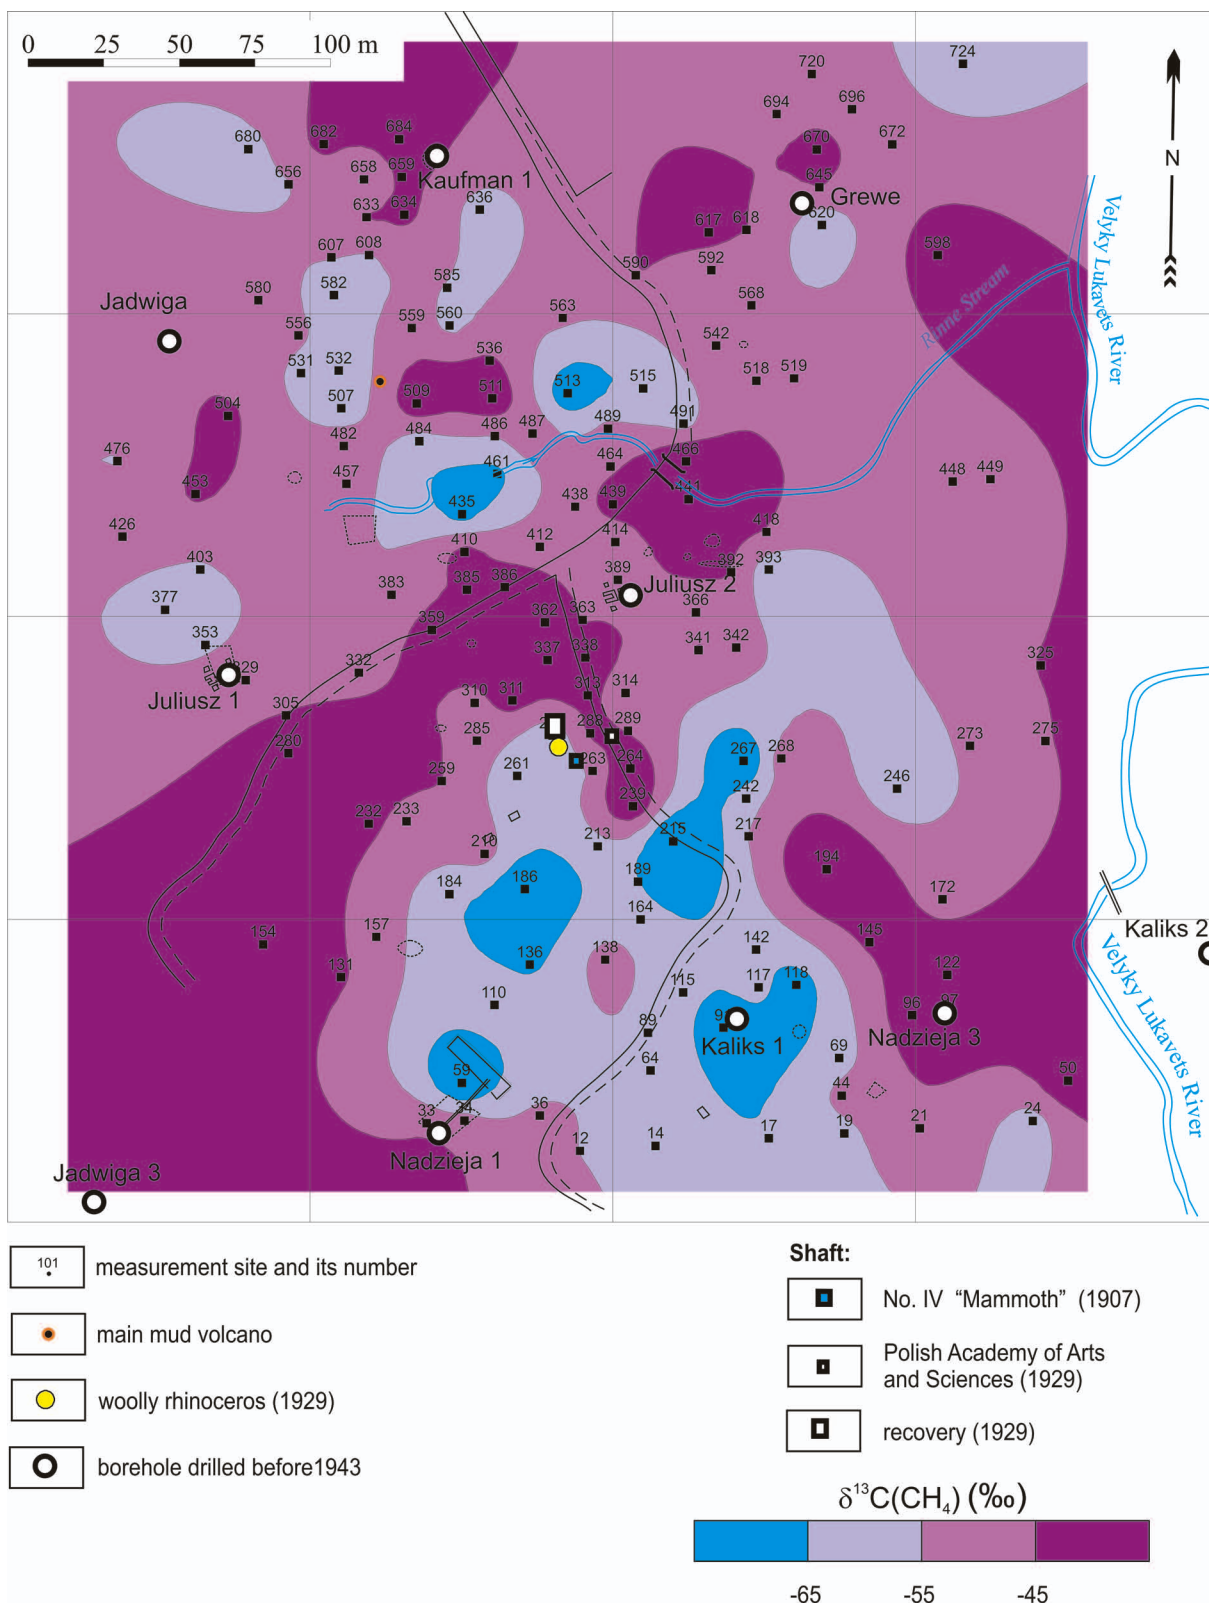 0 25 50 75 100 m
724
720
694 696
680 682 684 670 672
656 658 659 Kaufman 1 645
N
633 634 636 Grewe
617 618 620
607 608 598
590 592
580 582 585
Jadwiga 568
556 559 560 563
542
Rinne Stream
Velyky Lukavets River
531 532 536 518 519
509 511 513 515
504 507
482 484 486 487 489 491
476 457 461 464 466 448 449
453 435 438 439 441
426 410 412 414 418
403 383 385 386 389 392 393
Juliusz 2
377 359 362 363 366
353 332 337 338 341 342 325
Juliusz 1
305 310 311 313 314
280 285 288 289 273 275
259 261 263 264 267 268
232 233 239 242 246
210 213 215 217
184 186 189 194
164 172
154 157 136 138 142 145 Kaliks 2
131 110 115 117 118 122
89 96 97
Kaliks 1 Nadzieja 3
59 64 69
44 50
33 34 36 24
12 14 17 19 21
Nadzieja 1
Jadwiga 3
Velyky Lukavets River
101 measurement site and its number
main mud volcano
woolly rhinoceros (1929)
borehole drilled before1943
Shaft:
No. IV “Mammoth” (1907)
Polish Academy of Arts
and Sciences (1929)
recovery (1929)
δ¹³C(CH₄) (‰)
-65 -55 -45